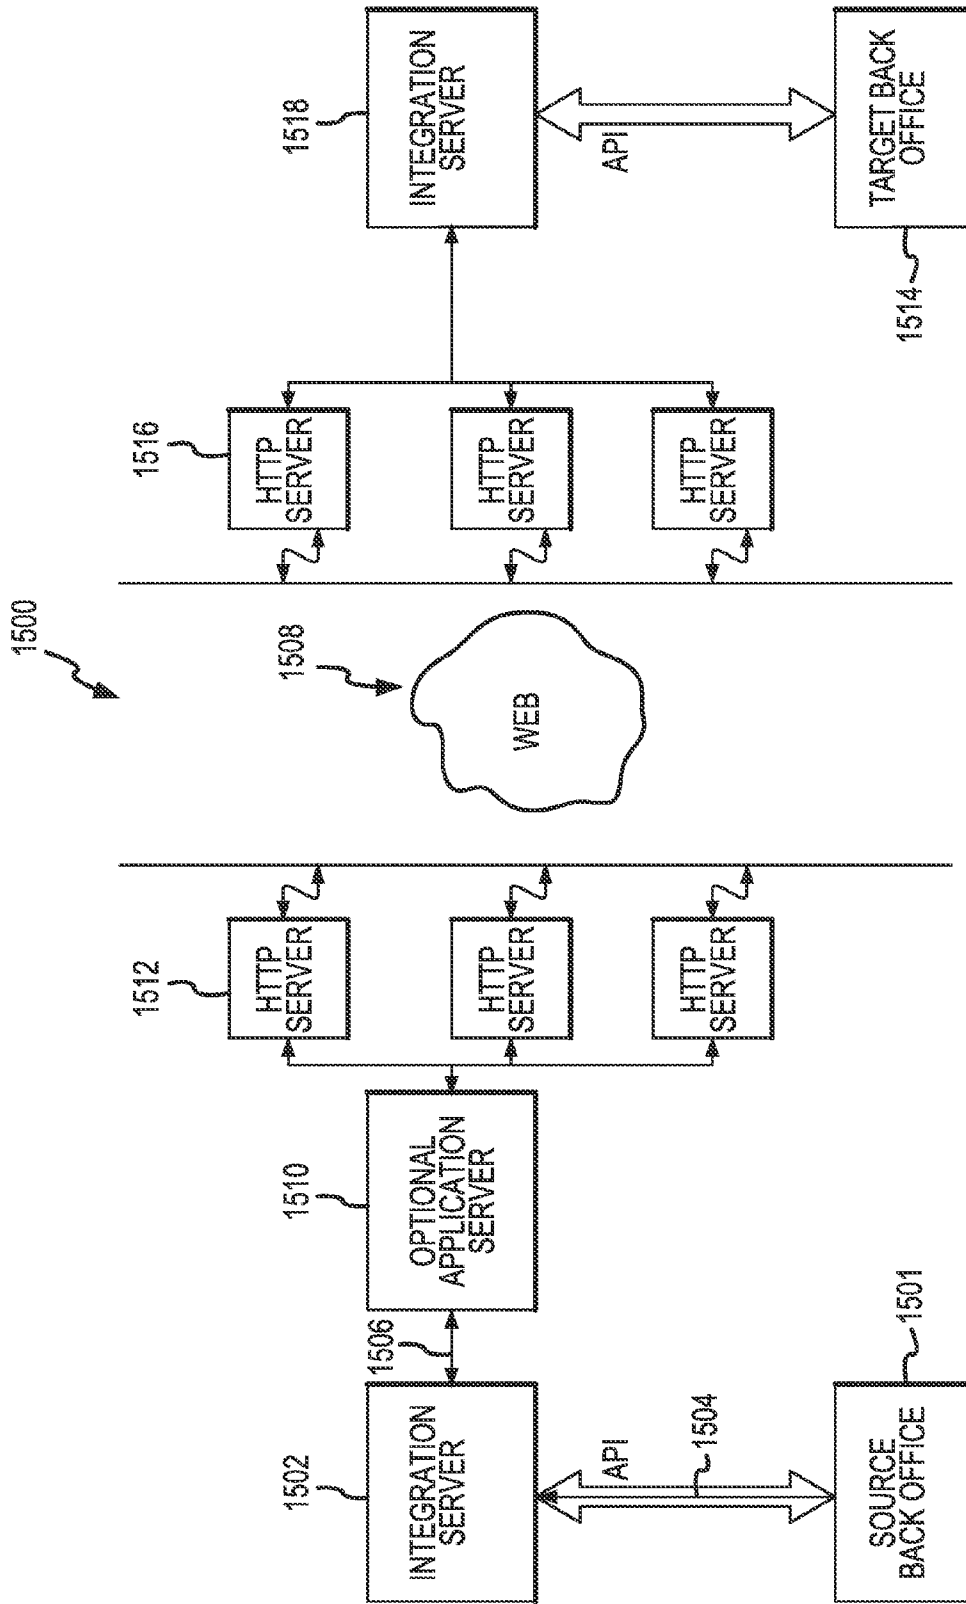 1500
1502
INTEGRATION
SERVER
1506
1510
OPTIONAL
APPLICATION
SERVER
1512
HTTP
SERVER
HTTP
SERVER
HTTP
SERVER
1508
WEB
1516
HTTP
SERVER
HTTP
SERVER
HTTP
SERVER
1518
INTEGRATION
SERVER
API
1504
API
SOURCE
BACK OFFICE
1501
1514
TARGET BACK
OFFICE